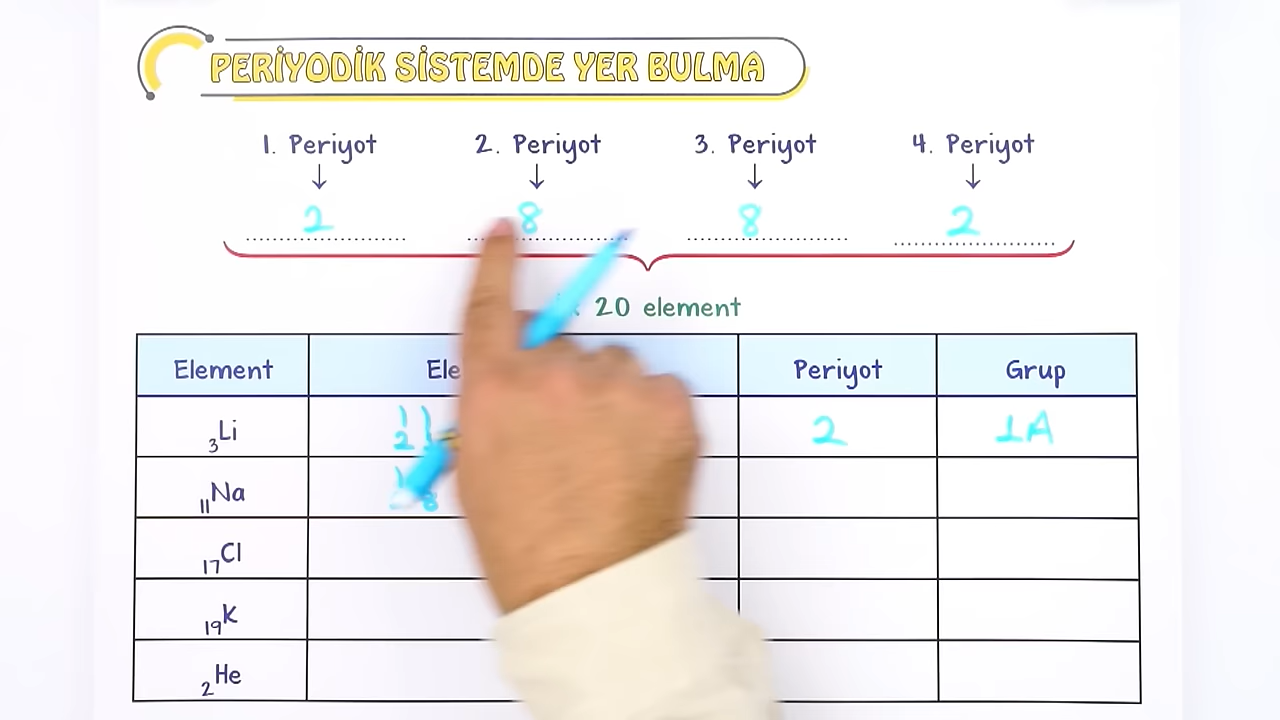 PERİYODİK SİSTEMDE YER BULMA
1. Periyot 2. Periyot 3. Periyot 4. Periyot
2 8 8 2
20 element
Element Periyot Grup
3Li 2 1A
11Na 8
17Cl
19K
2He